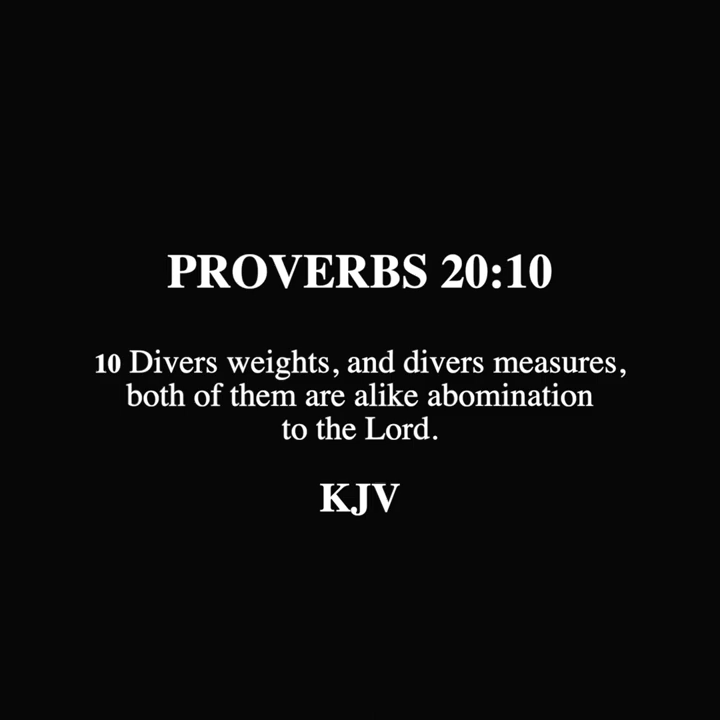 PROVERBS 20:10
10 Divers weights, and divers measures,
both of them are alike abomination
to the Lord.
KJV